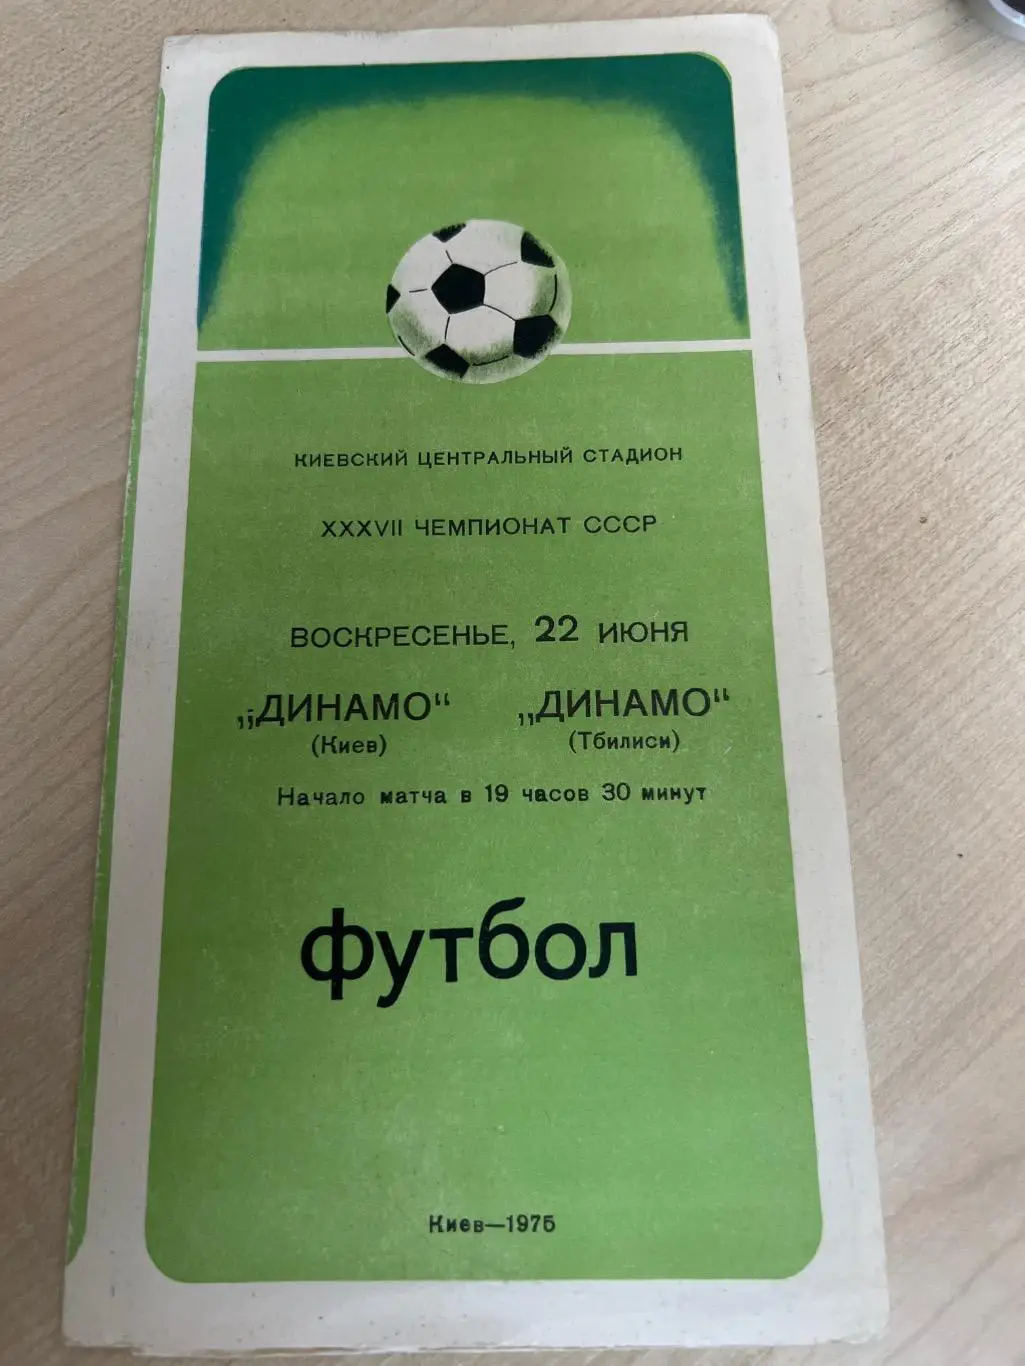 КИЕВСКИЙ ЦЕНТРАЛЬНЫЙ СТАДИОН
XXXVII ЧЕМПИОНАТ СССР
ВОСКРЕСЕНЬЕ, 22 ИЮНЯ
„ДИНАМО“ „ДИНАМО“
(Киев) (Тбилиси)
Начало матча в 19 часов 30 минут
футбол
Киев—1975